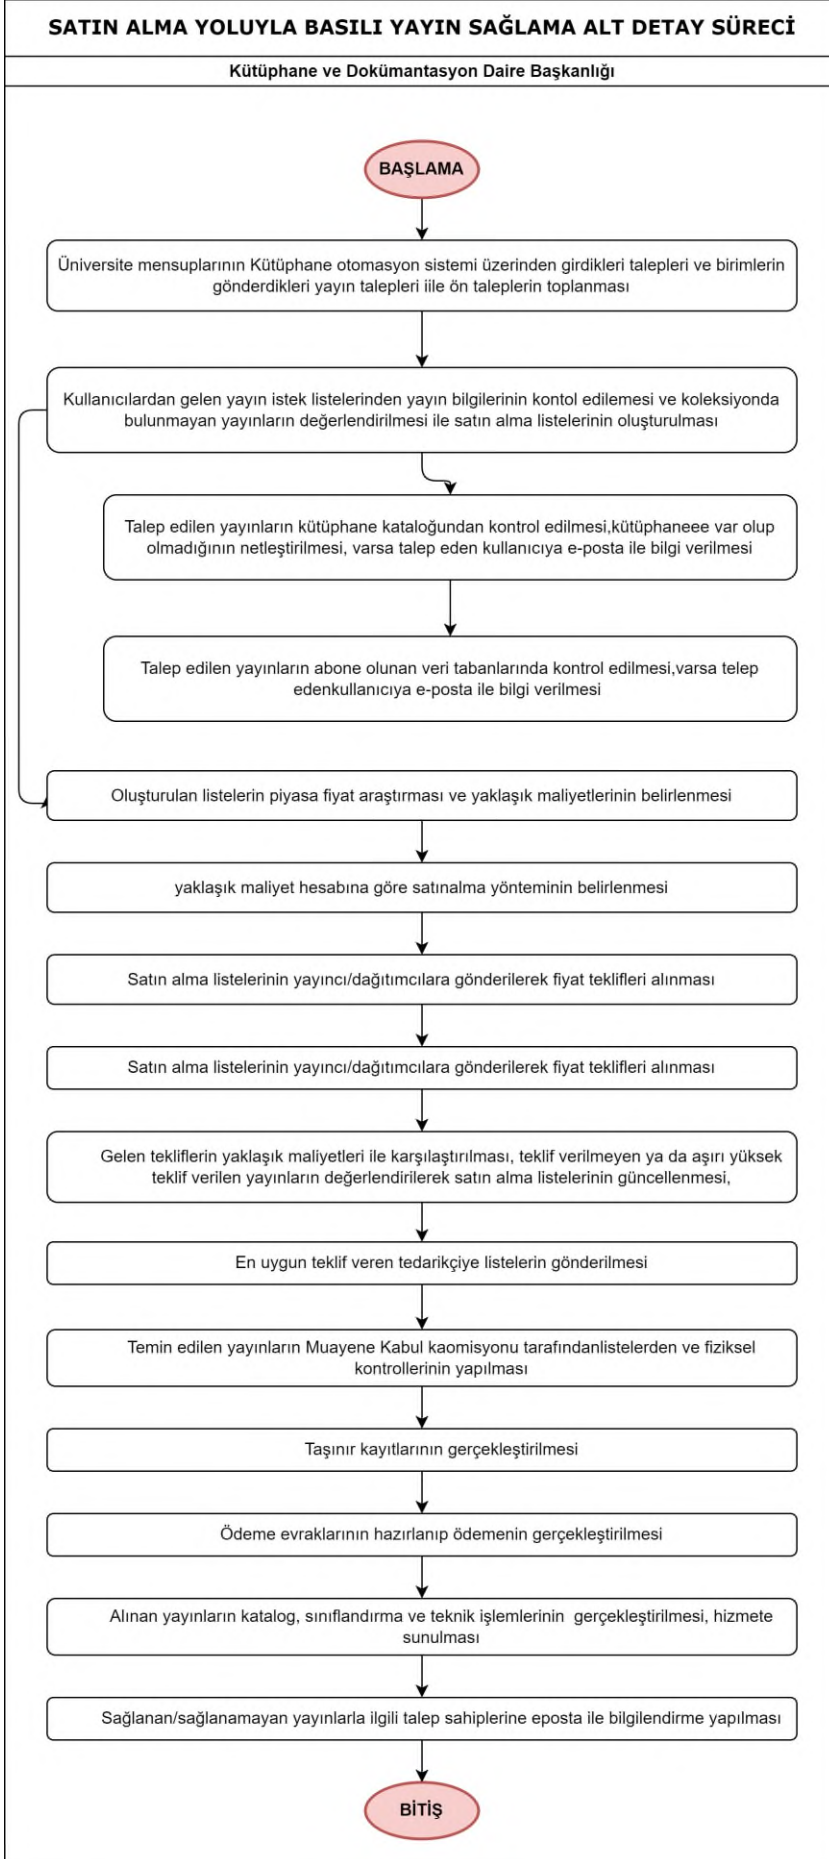 SATIN ALMA YOLUYLA BASILI YAYIN SAĞLAMA ALT DETAY SÜRECİ
Kütüphane ve Dokümantasyon Daire Başkanlığı
BAŞLAMA
Üniversite mensuplarının Kütüphane otomasyon sistemi üzerinden girdikleri talepleri ve birimlerin
gönderdikleri yayın talepleri iile ön taleplerin toplanması
Kullanıcılardan gelen yayın istek listelerinden yayın bilgilerinin kontol edilemesi ve koleksiyonda
bulunmayan yayınların değerlendirilmesi ile satın alma listelerinin oluşturulması
Talep edilen yayınların kütüphane kataloğundan kontrol edilmesi,kütüphaneee var olup
olmadığının netleştirilmesi, varsa talep eden kullanıcıya e-posta ile bilgi verilmesi
Talep edilen yayınların abone olunan veri tabanlarında kontrol edilmesi,varsa telep
edenkullanıcıya e-posta ile bilgi verilmesi
Oluşturulan listelerin piyasa fiyat araştırması ve yaklaşık maliyetlerinin belirlenmesi
yaklaşık maliyet hesabına göre satınalma yönteminin belirlenmesi
Satın alma listelerinin yayıncı/dağıtımcılara gönderilerek fiyat teklifleri alınması
Satın alma listelerinin yayıncı/dağıtımcılara gönderilerek fiyat teklifleri alınması
Gelen tekliflerin yaklaşık maliyetleri ile karşılaştırılması, teklif verilmeyen ya da aşırı yüksek
teklif verilen yayınların değerlendirilerek satın alma listelerinin güncellenmesi,
En uygun teklif veren tedarikçiye listelerin gönderilmesi
Temin edilen yayınların Muayene Kabul kaomisyonu tarafındanlistelerden ve fiziksel
kontrollerinin yapılması
Taşınır kayıtlarının gerçekleştirilmesi
Ödeme evraklarının hazırlanıp ödemenin gerçekleştirilmesi
Alınan yayınların katalog, sınıflandırma ve teknik işlemlerinin gerçekleştirilmesi, hizmete
sunulması
Sağlanan/sağlanamayan yayınlarla ilgili talep sahiplerine eposta ile bilgilendirme yapılması
BİTİŞ